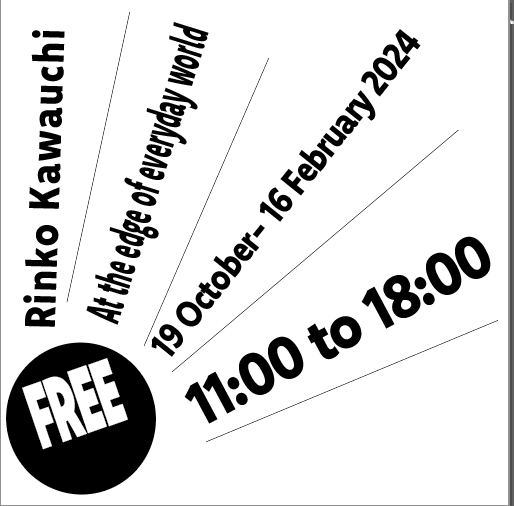 Rinko Kawauchi
At the edge of everyday world
19 October– 16 February 2024
11:00 to 18:00
FREE